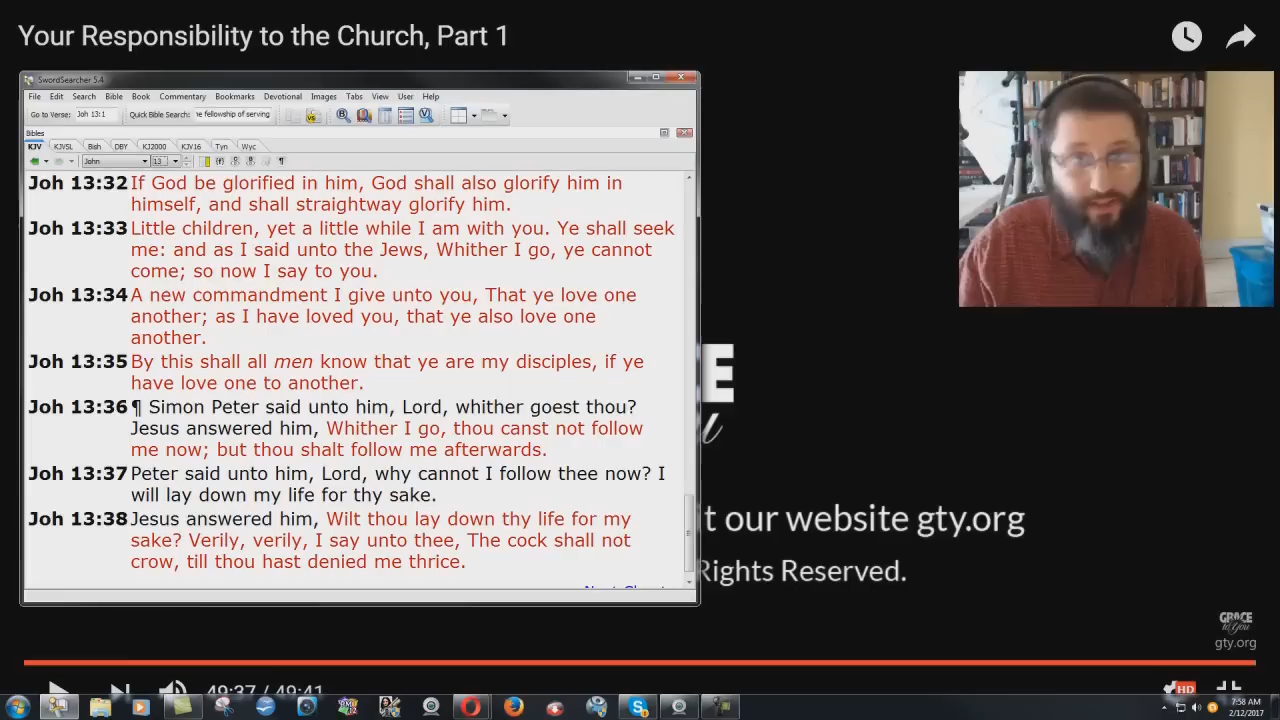 Your Responsibility to the Church, Part 1
SwordSearcher 5.4
File Edit Search Bible Book Commentary Bookmarks Devotional Images Tabs View User Help
Go to Verse: Joh 13:1 Quick Bible Search: he fellowship of serving
Bibles
KJV KJVSL Bish DBY KJ2000 KJV16 Tyn Wyc
John 13
Joh 13:32 If God be glorified in him, God shall also glorify him in
himself, and shall straightway glorify him.
Joh 13:33 Little children, yet a little while I am with you. Ye shall seek
me: and as I said unto the Jews, Whither I go, ye cannot
come; so now I say to you.
Joh 13:34 A new commandment I give unto you, That ye love one
another; as I have loved you, that ye also love one
another.
Joh 13:35 By this shall all men know that ye are my disciples, if ye
have love one to another.
Joh 13:36 ¶ Simon Peter said unto him, Lord, whither goest thou?
Jesus answered him, Whither I go, thou canst not follow
me now; but thou shalt follow me afterwards.
Joh 13:37 Peter said unto him, Lord, why cannot I follow thee now? I
will lay down my life for thy sake.
Joh 13:38 Jesus answered him, Wilt thou lay down thy life for my
sake? Verily, verily, I say unto thee, The cock shall not
crow, till thou hast denied me thrice.
E
t our website gty.org
Rights Reserved.
GRACE
to You
gty.org
49:37 / 49:41
HD
7:58 AM
2/12/2017